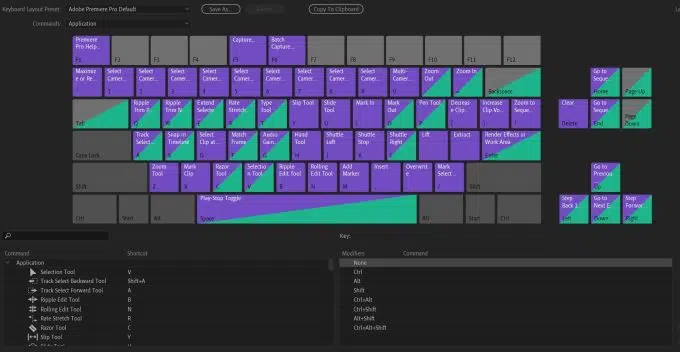 Keyboard Layout Preset: Adobe Premiere Pro Default Save As... Copy To Clipboard
Commands: Application
Premiere Pro Help... F1
F2
F3
F4
Capture... F5
Batch Capture... F6
F7
F8
F9
F10
F11
F12
Maximize or Re...
Select Camer... 1
Select Camer... 2
Select Camer... 3
Select Camer... 4
Select Camer... 5
Select Camer... 6
Select Camer... 7
Select Camer... 8
Select Camer... 9
Multi-Camer... 0
Zoom Out
Zoom In
Backspace
Go to Seque... Home
Page Up
Tab
Ripple Trim P... Q
Ripple Trim N... W
Extend Selecte... E
Rate Stretch R
Type Tool T
Slip Tool Y
Slide Tool U
Mark In I
Mark Out O
Pen Tool P
Decrease Clip...
Increase Clip Vo...
Zoom to Seque...
Clear Delete
Go to Seque... End
Page Down
Caps Lock
Track Select A
Snap in Timeline S
Select Clip at... D
Match Frame F
Audio Gain... G
Hand Tool H
Shuttle Left J
Shuttle Stop K
Shuttle Right L
Lift
Extract
Render Effects in Work Area Enter
Shift
Zoom Tool Z
Mark Clip X
Razor Tool C
Selection Tool V
Ripple Edit Tool B
Rolling Edit Tool N
Add Marker M
Insert
Overwrite
Mark Select...
Shift
Go to Previou... Up
Ctrl
Start
Alt
Play-Stop Toggle Space
Alt
Start
Ctrl
Step Back 1... Left
Go to Next E... Down
Step Forwar... Right
Key:
Command Shortcut
Modifiers Command
Application
None
Selection Tool V
Ctrl
Track Select Backward Tool Shift+A
Alt
Track Select Forward Tool A
Shift
Ripple Edit Tool B
Ctrl+Alt
Rolling Edit Tool N
Ctrl+Shift
Rate Stretch Tool R
Alt+Shift
Razor Tool C
Ctrl+Alt+Shift
Slip Tool Y